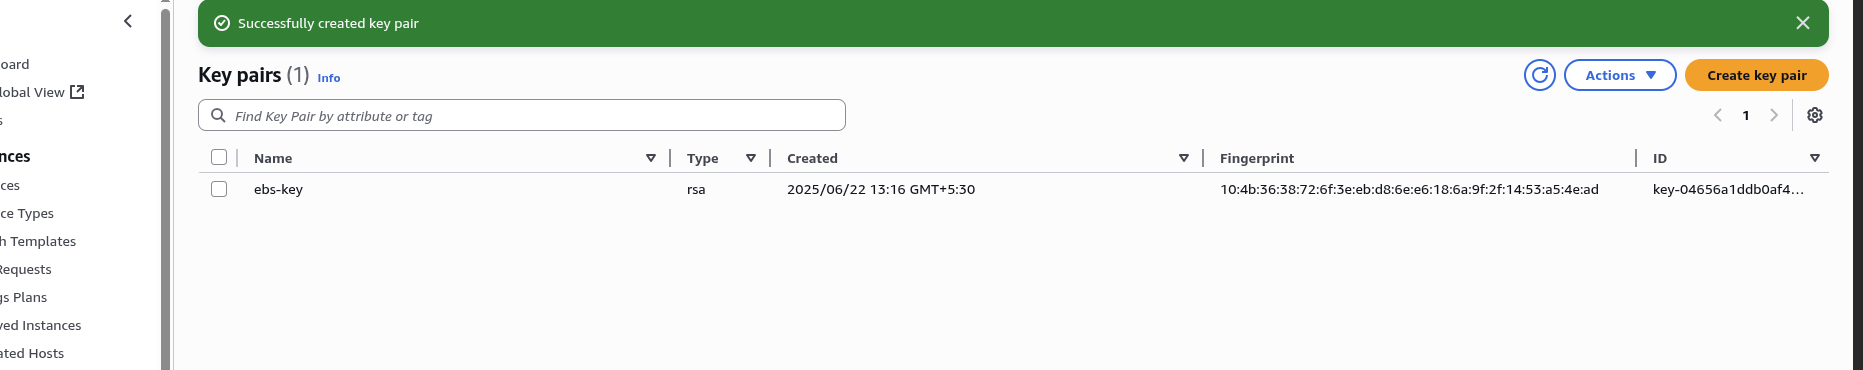 Successfully created key pair
Key pairs (1) Info
Actions
Create key pair
Find Key Pair by attribute or tag
1
Name Type Created Fingerprint ID
ebs-key rsa 2025/06/22 13:16 GMT+5:30 10:4b:36:38:72:6f:3e:eb:d8:6e:e6:18:6a:9f:2f:14:53:a5:4e:ad key-04656a1ddb0af4…
oard
lobal View
s
nces
ces
ce Types
h Templates
Requests
gs Plans
ved Instances
ated Hosts